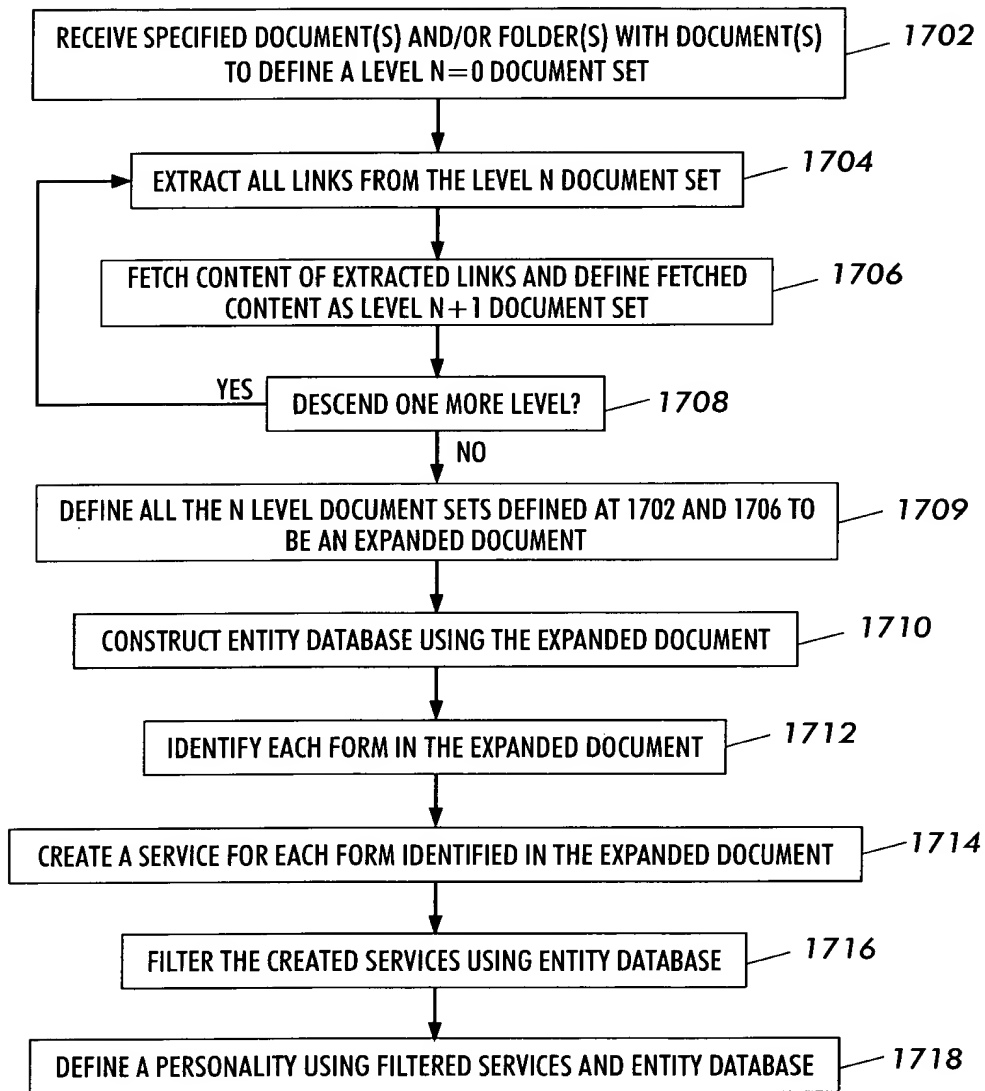 RECEIVE SPECIFIED DOCUMENT(S) AND/OR FOLDER(S) WITH DOCUMENT(S)
TO DEFINE A LEVEL N=0 DOCUMENT SET
1702
EXTRACT ALL LINKS FROM THE LEVEL N DOCUMENT SET
1704
FETCH CONTENT OF EXTRACTED LINKS AND DEFINE FETCHED
CONTENT AS LEVEL N+1 DOCUMENT SET
1706
YES
DESCEND ONE MORE LEVEL?
1708
NO
DEFINE ALL THE N LEVEL DOCUMENT SETS DEFINED AT 1702 AND 1706 TO
BE AN EXPANDED DOCUMENT
1709
CONSTRUCT ENTITY DATABASE USING THE EXPANDED DOCUMENT
1710
IDENTIFY EACH FORM IN THE EXPANDED DOCUMENT
1712
CREATE A SERVICE FOR EACH FORM IDENTIFIED IN THE EXPANDED DOCUMENT
1714
FILTER THE CREATED SERVICES USING ENTITY DATABASE
1716
DEFINE A PERSONALITY USING FILTERED SERVICES AND ENTITY DATABASE
1718